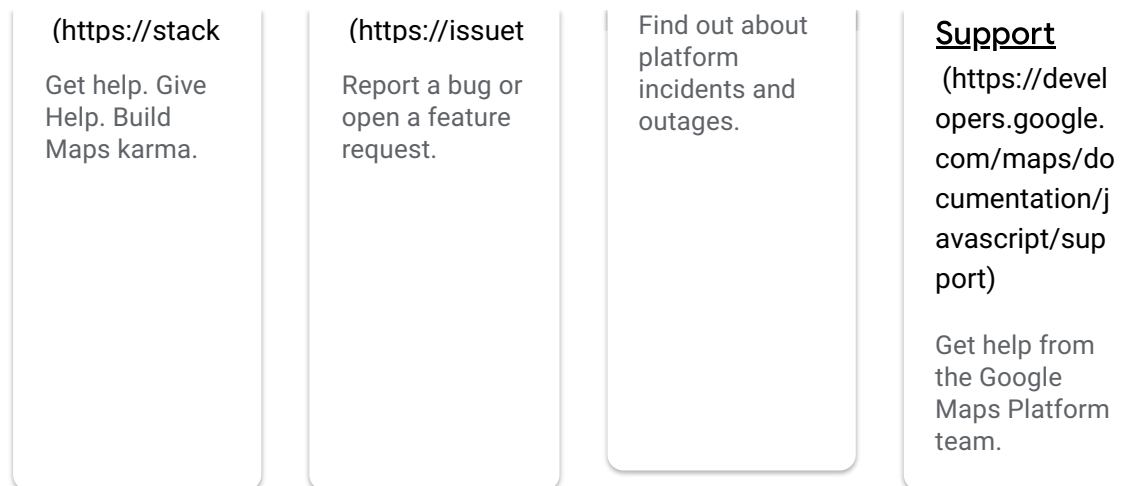 (https://stack
Get help. Give
Help. Build
Maps karma.
(https://issuet
Report a bug or
open a feature
request.
Find out about
platform
incidents and
outages.
Support
(https://devel
opers.google.
com/maps/do
cumentation/j
avascript/sup
port)
Get help from
the Google
Maps Platform
team.